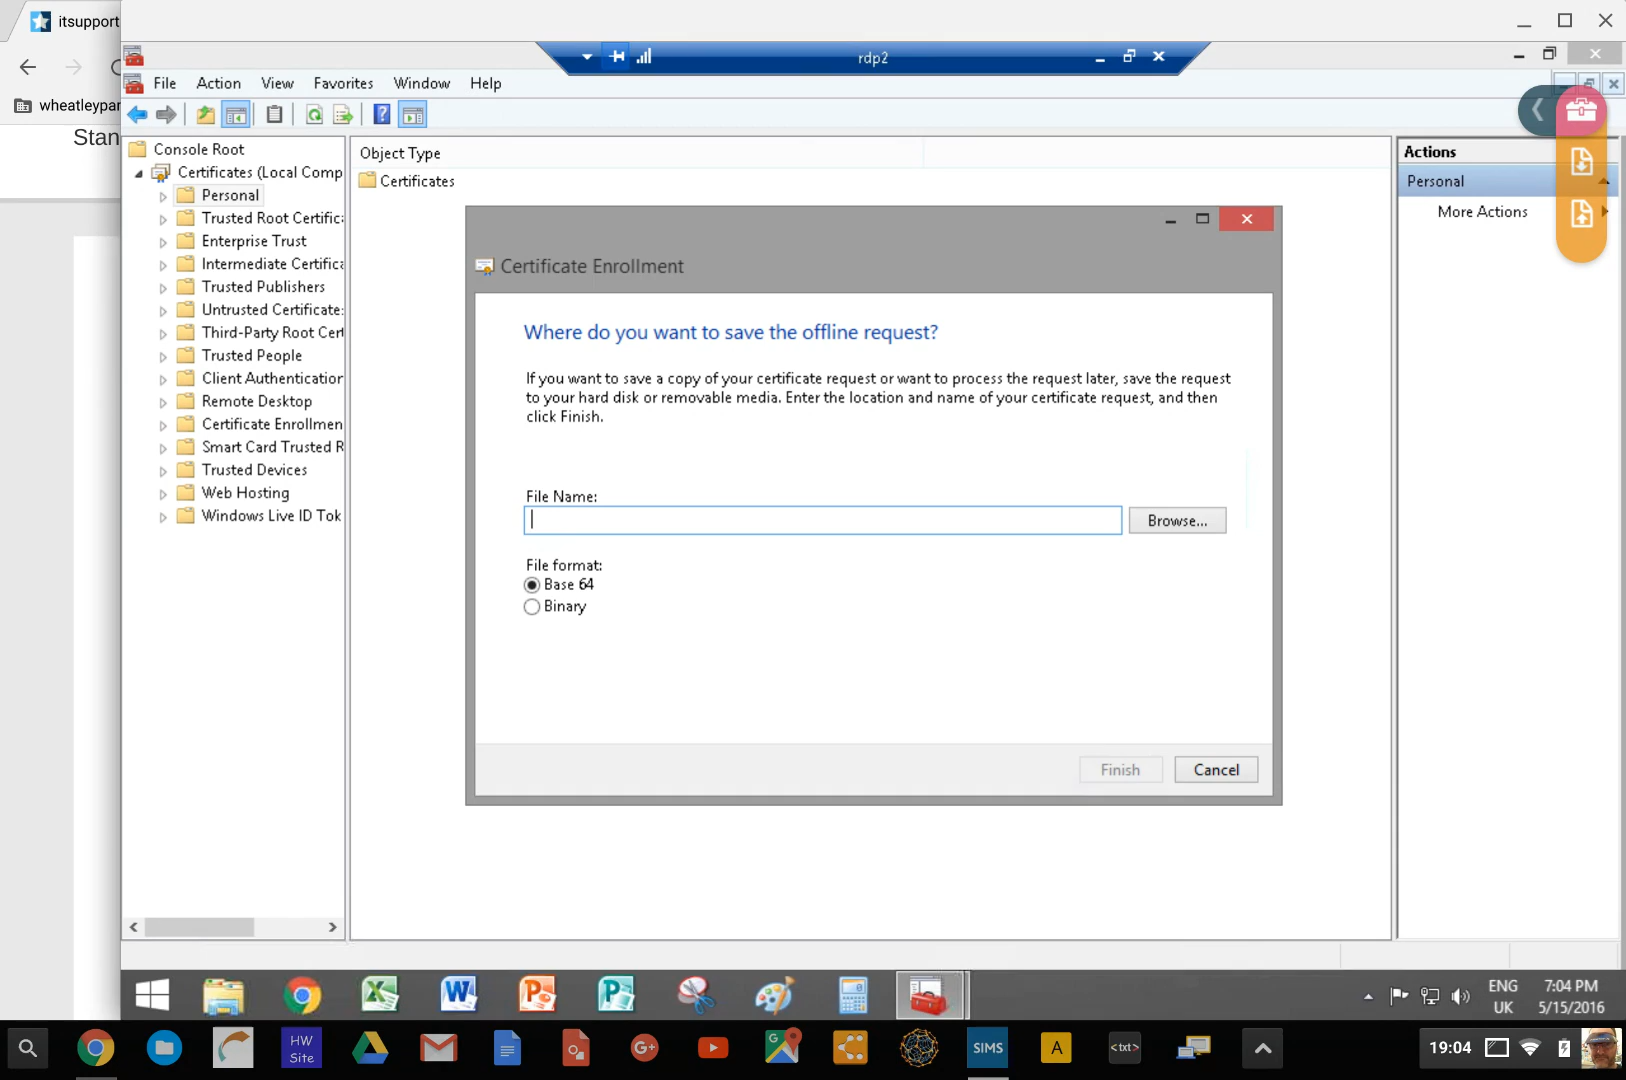 itsupport
wheatleypar
Stan
rdp2
File Action View Favorites Window Help
Console Root
Certificates (Local Comp
Personal
Trusted Root Certific
Enterprise Trust
Intermediate Certific
Trusted Publishers
Untrusted Certificate
Third-Party Root Cert
Trusted People
Client Authentication
Remote Desktop
Certificate Enrollmen
Smart Card Trusted R
Trusted Devices
Web Hosting
Windows Live ID Tok
Object Type
Certificates
Actions
Personal
More Actions
Certificate Enrollment
Where do you want to save the offline request?
If you want to save a copy of your certificate request or want to process the request later, save the request
to your hard disk or removable media. Enter the location and name of your certificate request, and then
click Finish.
File Name:
Browse...
File format:
Base 64
Binary
Finish Cancel
ENG
UK
7:04 PM
5/15/2016
HW
Site
G+
SIMS
A
<txt>
19:04